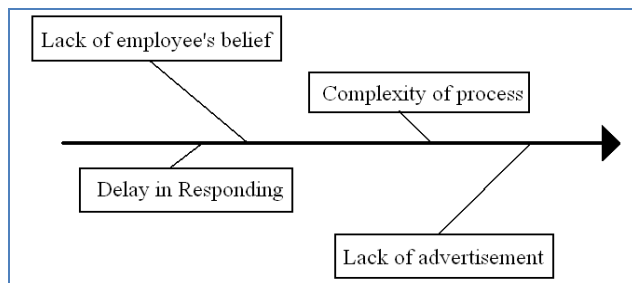 Lack of employee's belief
Complexity of process
Delay in Responding
Lack of advertisement